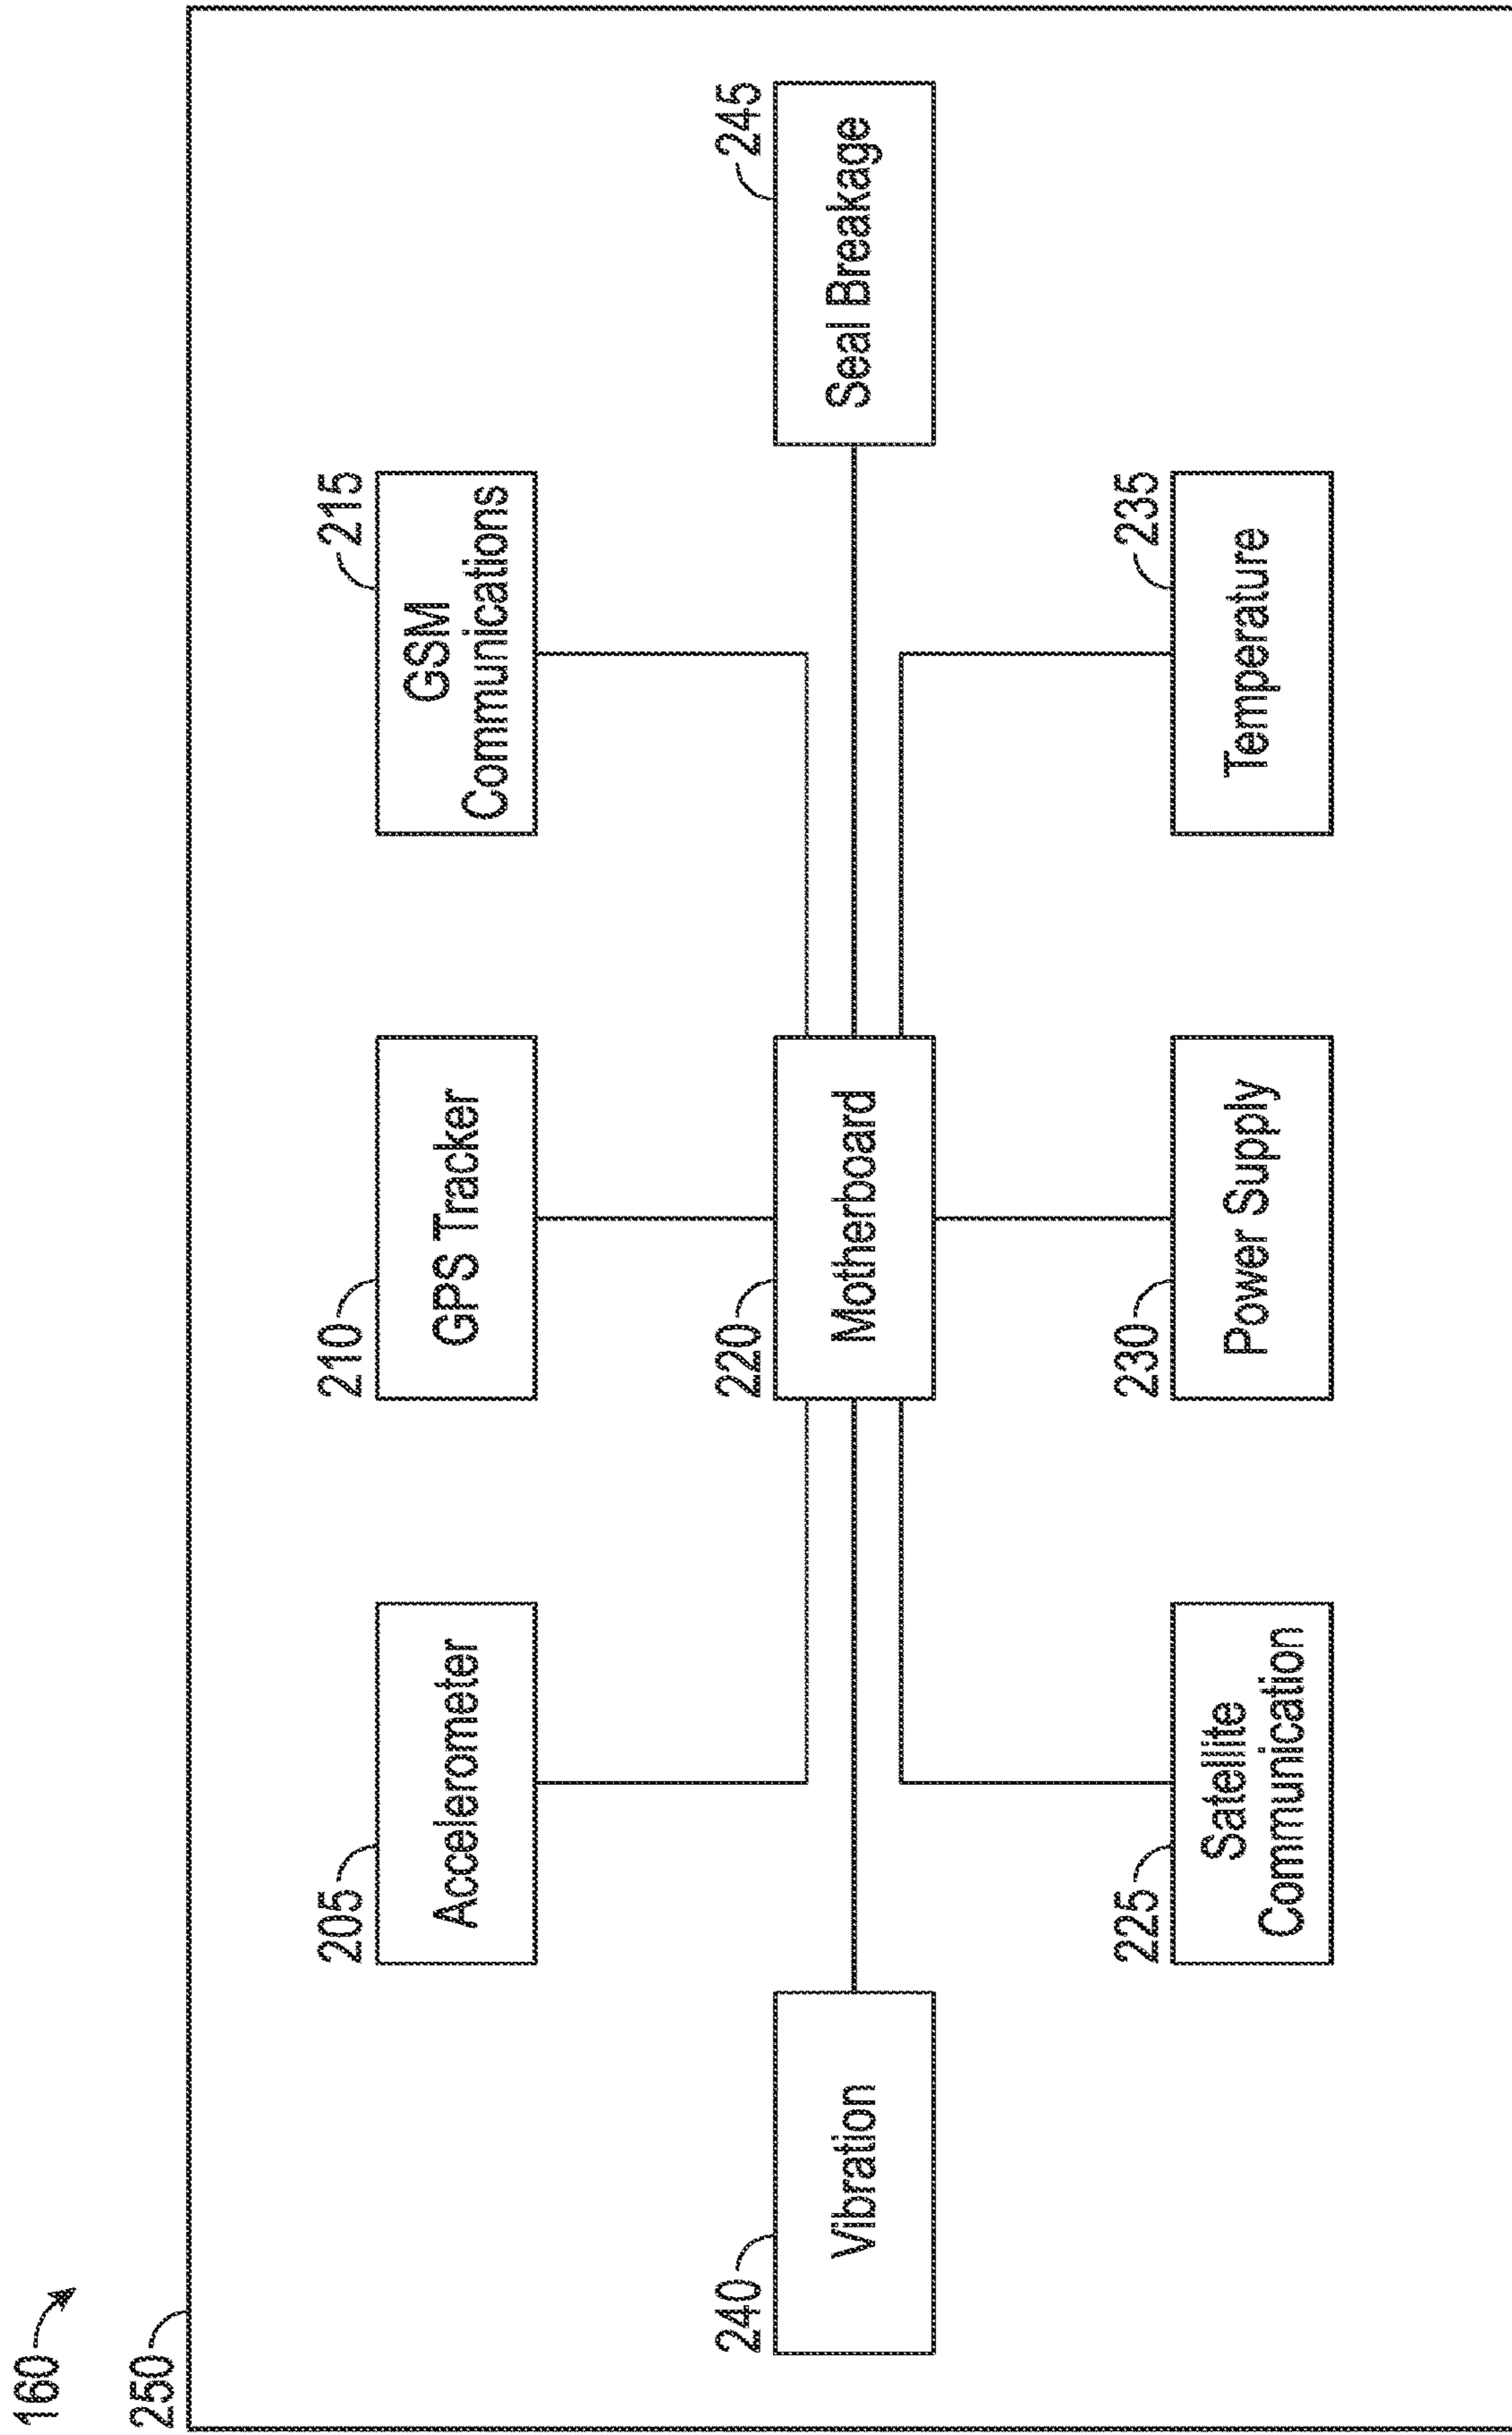 160
250
205
Accelerometer
210
GPS Tracker
215
GSM
Communications
240
Vibration
220
Motherboard
245
Seal Breakage
225
Satellite
Communication
230
Power Supply
235
Temperature